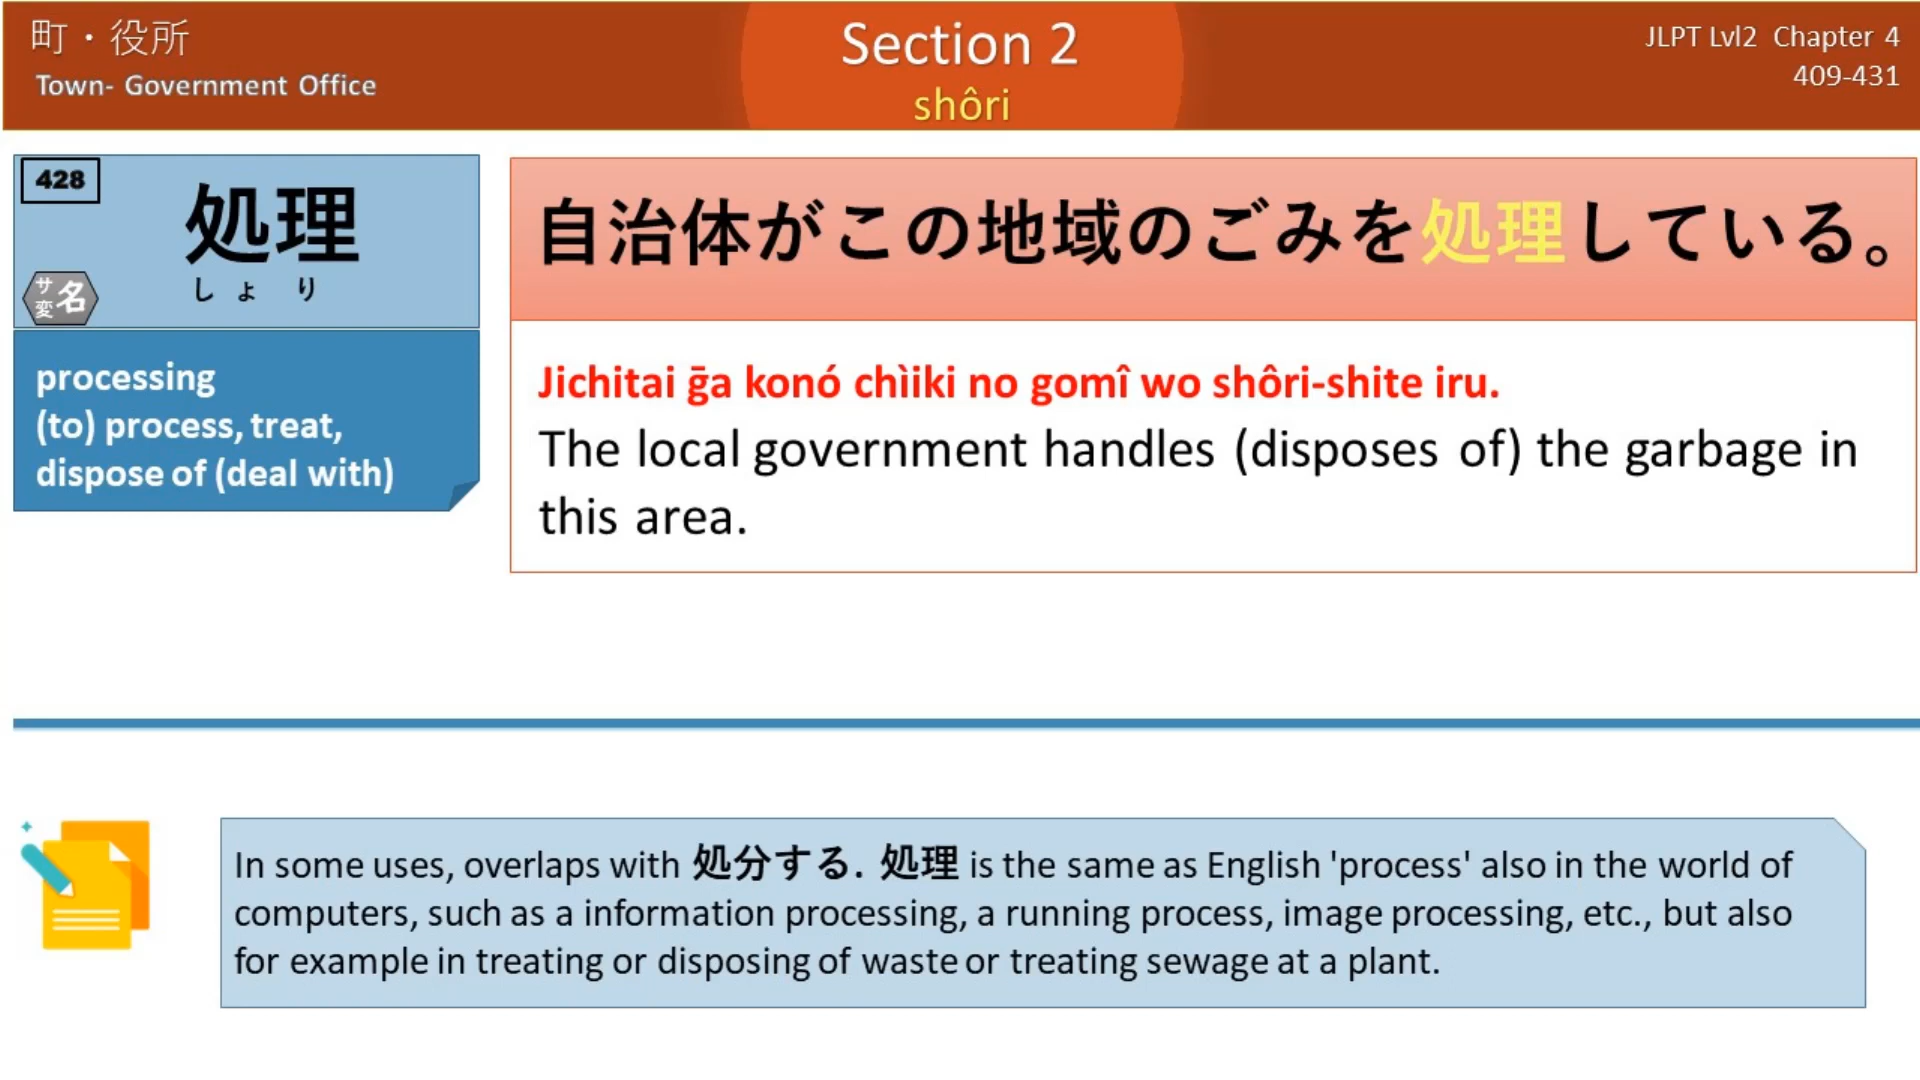 町・役所
Town- Government Office
Section 2
shôri
JLPT Lvl2 Chapter 4
409-431
428
処理
しょり
サ変 名
processing
(to) process, treat,
dispose of (deal with)
自治体がこの地域のごみを処理している。
Jichitai g̅a konó chìiki no gomî wo shôri-shite iru.
The local government handles (disposes of) the garbage in
this area.
In some uses, overlaps with 処分する. 処理 is the same as English 'process' also in the world of
computers, such as a information processing, a running process, image processing, etc., but also
for example in treating or disposing of waste or treating sewage at a plant.